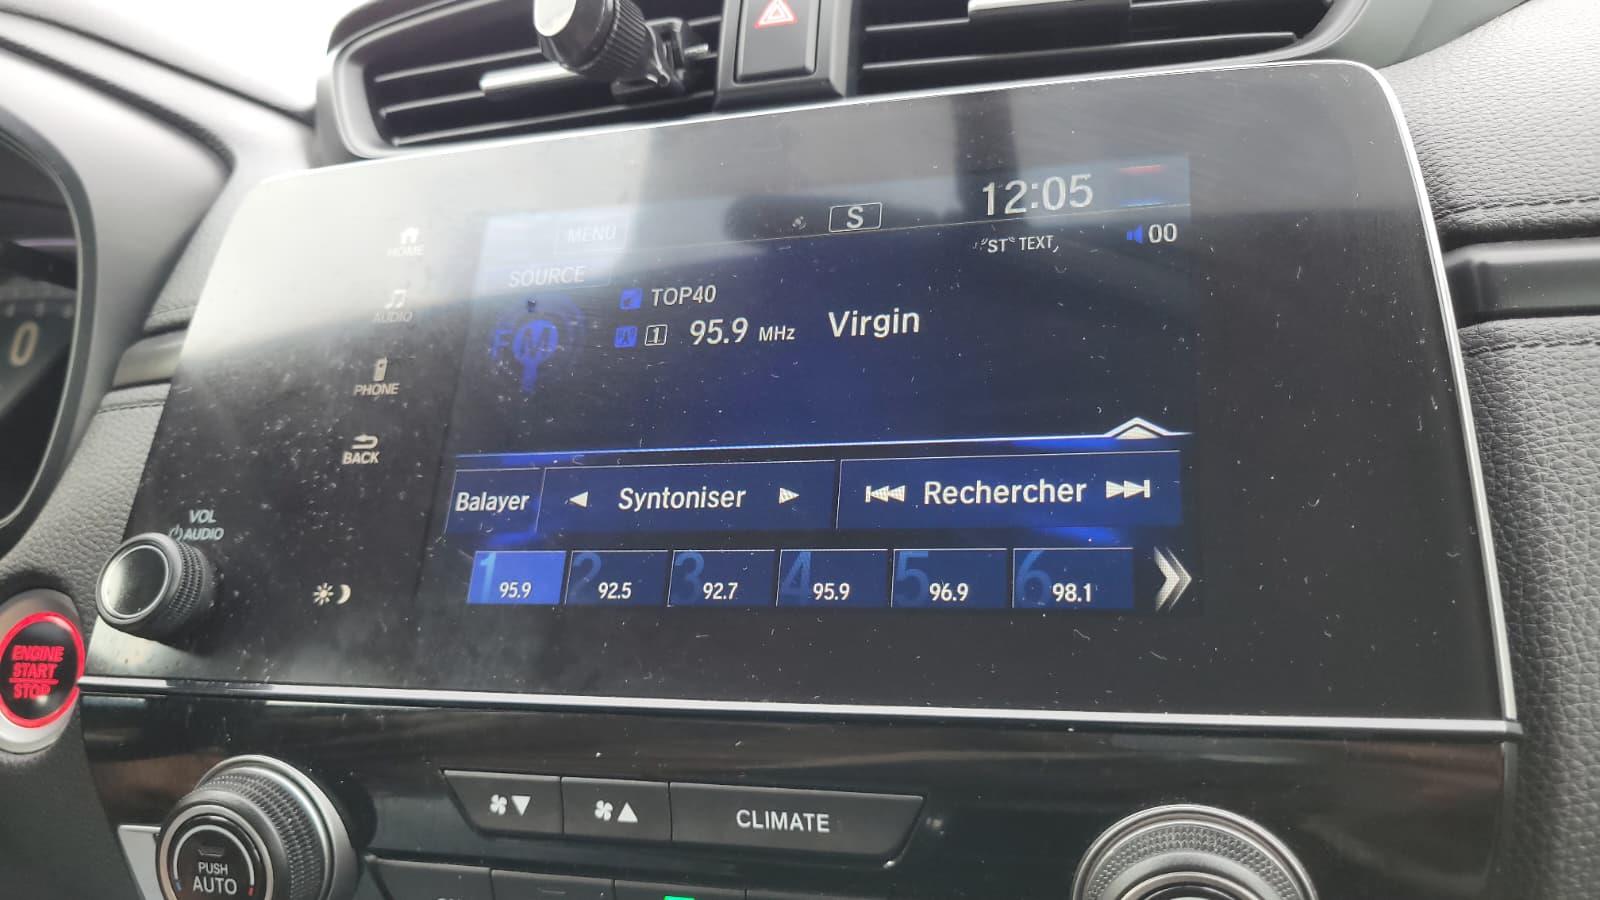 12:05
S
MENU
"ST" TEXT
00
HOME
SOURCE
TOP40
AUDIO
FM
1 95.9 MHz Virgin
PHONE
BACK
0
Balayer Syntoniser Rechercher
VOL
AUDIO
1 95.9 2 92.5 3 92.7 4 95.9 5 96.9 6 98.1
ENGINE
START
STOP
CLIMATE
PUSH
AUTO